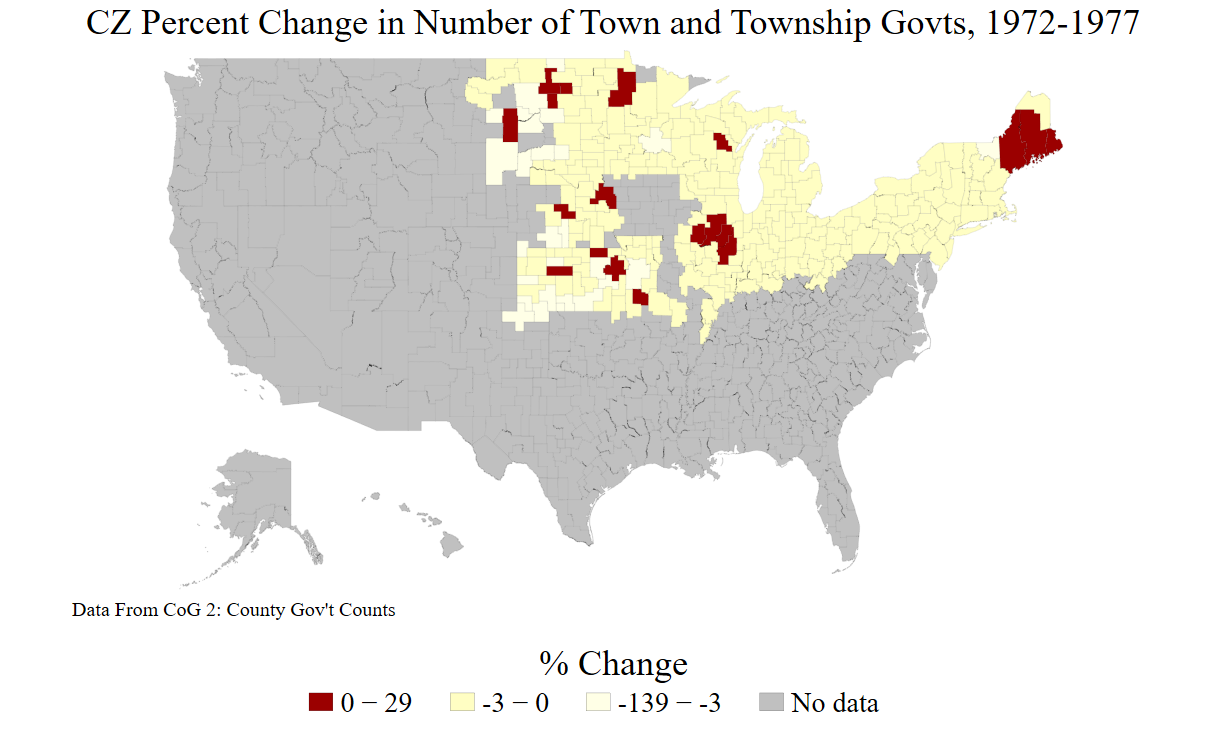 CZ Percent Change in Number of Town and Township Govts, 1972-1977
Data From CoG 2: County Gov't Counts
% Change
0 − 29 -3 − 0 -139 − -3 No data